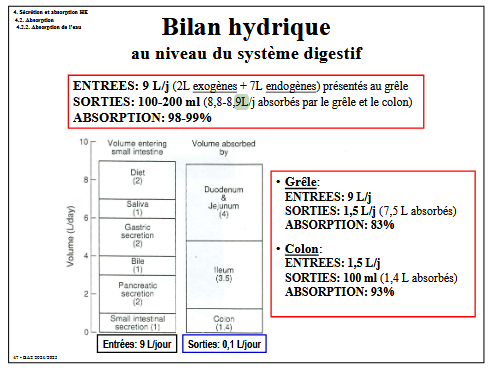 4. Sécrétion et absorption HE
4.2. Absorption
4.2.2. Absorption de l'eau
Bilan hydrique
au niveau du système digestif
ENTREES: 9 L/j (2L exogènes + 7L endogènes) présentés au grêle
SORTIES: 100-200 ml (8,8-8,9L/j absorbés par le grêle et le colon)
ABSORPTION: 98-99%
Volume entering
small intestine
Volume absorbed
by
Volume (L/day)
10
8
6
4
2
0
Diet
(2)
Saliva
(1)
Gastric
secretion
(2)
Bile
(1)
Pancreatic
secretion
(2)
Small intestinal
secretion (1)
Duodenum
&
Jejunum
(4)
Ileum
(3.5)
Colon
(1.4)
Entrées: 9 L/jour
Sorties: 0,1 L/jour
• Grêle:
ENTREES: 9 L/j
SORTIES: 1,5 L/j (7,5 L absorbés)
ABSORPTION: 83%
• Colon:
ENTREES: 1,5 L/j
SORTIES: 100 ml (1,4 L absorbés)
ABSORPTION: 93%